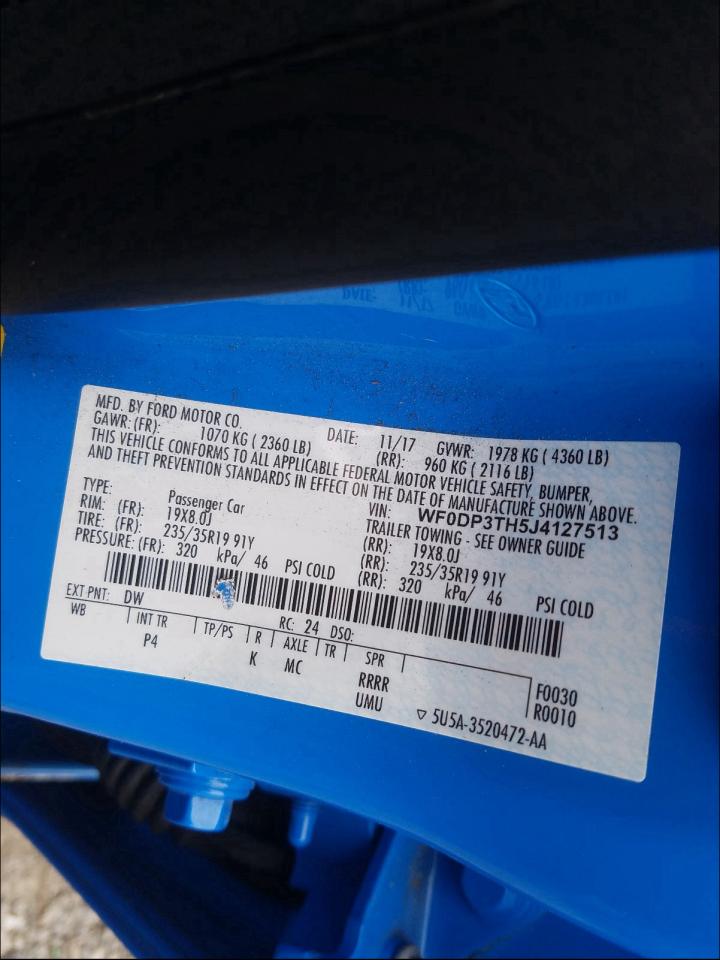 MFD. BY FORD MOTOR CO. DATE: 11/17 GVWR: 1978 KG ( 4360 LB)
GAWR: (FR): 1070 KG ( 2360 LB) (RR): 960 KG ( 2116 LB)
THIS VEHICLE CONFORMS TO ALL APPLICABLE FEDERAL MOTOR VEHICLE SAFETY, BUMPER,
AND THEFT PREVENTION STANDARDS IN EFFECT ON THE DATE OF MANUFACTURE SHOWN ABOVE.
VIN: WF0DP3TH5J4127513
TYPE: Passenger Car TRAILER TOWING - SEE OWNER GUIDE
RIM: (FR): 19X8.0J (RR): 19X8.0J
TIRE: (FR): 235/35R19 91Y (RR): 235/35R19 91Y
PRESSURE: (FR): 320 kPa/ 46 PSI COLD (RR): 320 kPa/ 46 PSI COLD
EXT PNT: DW RC: 24 DSO:
WB INT TR TP/PS R AXLE TR SPR
P4 K MC RRRR F0030
UMU R0010
5U5A-3520472-AA